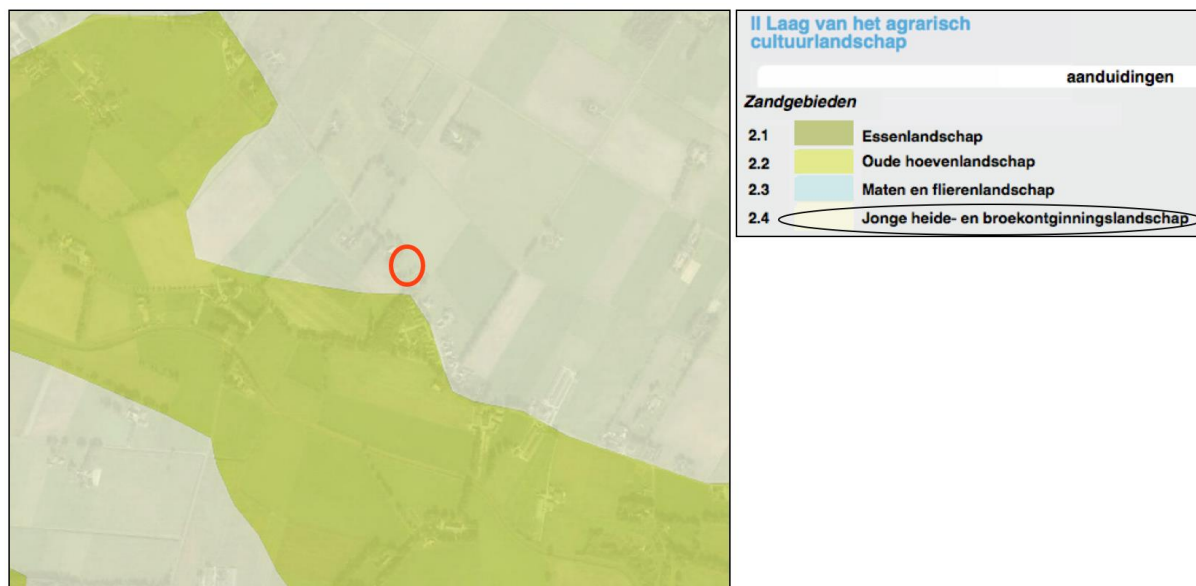 II Laag van het agrarisch
cultuurlandschap
aanduidingen
Zandgebieden
2.1 Essenlandschap
2.2 Oude hoevenlandschap
2.3 Maten en flierenlandschap
2.4 Jonge heide- en broekontginningslandschap